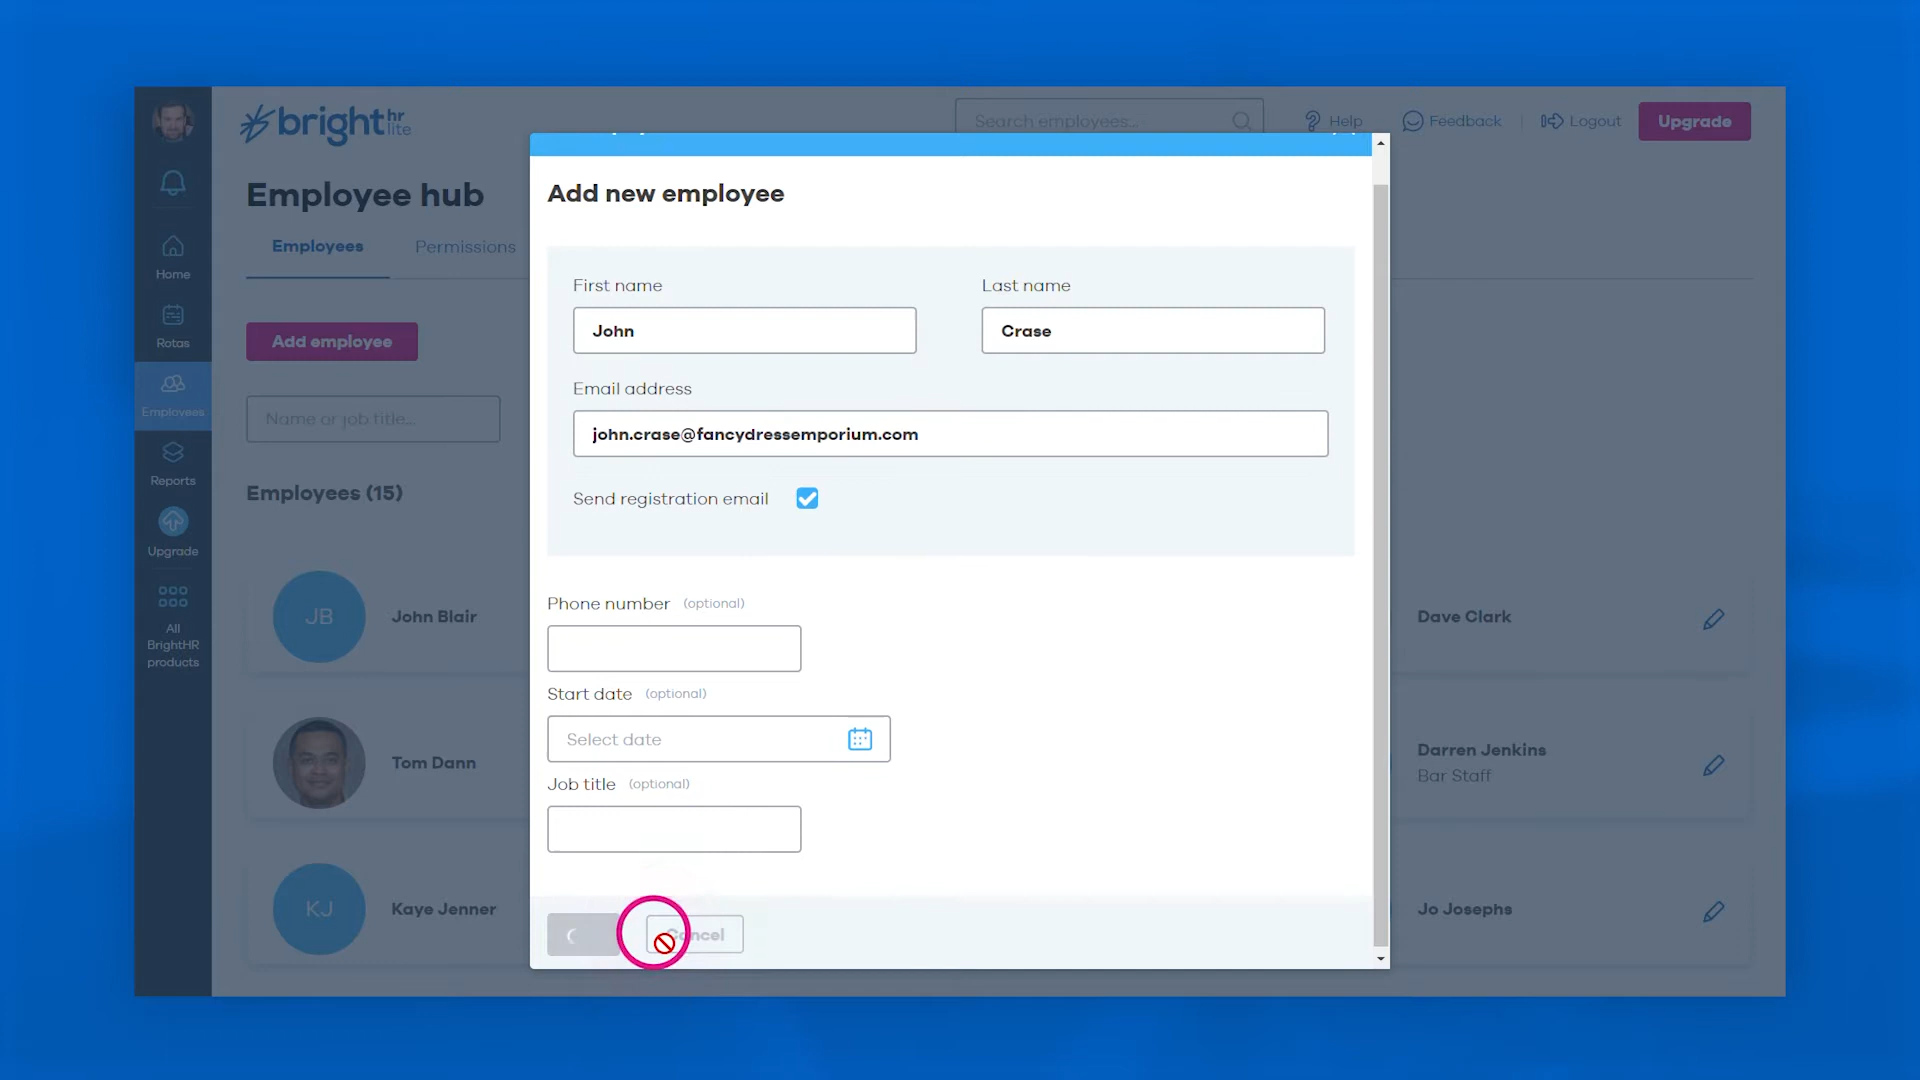 bright hr lite
Search employees...
Help
Feedback
Logout
Upgrade
Employee hub
Employees
Permissions
Home
Rotas
Employees
Reports
Upgrade
All
BrightHR
products
Add employee
Name or job title...
Employees (15)
JB
John Blair
Tom Dann
KJ
Kaye Jenner
Add new employee
First name
Last name
John
Crase
Email address
john.crase@fancydressemporium.com
Send registration email
Phone number (optional)
Start date (optional)
Select date
Job title (optional)
Cancel
Dave Clark
Darren Jenkins
Bar Staff
Jo Josephs